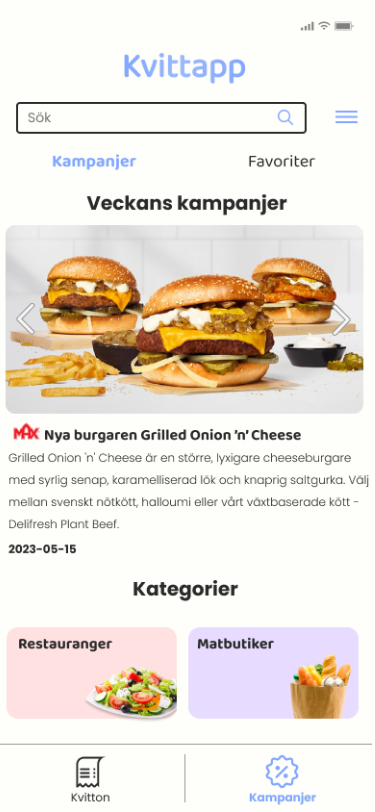 Kvittapp
Sök
Kampanjer Favoriter
Veckans kampanjer
MAX Nya burgaren Grilled Onion 'n' Cheese
Grilled Onion 'n' Cheese är en större, lyxigare cheeseburgare
med syrlig senap, karamelliserad lök och knaprig saltgurka. Välj
mellan svenskt nötkött, halloumi eller vårt växtbaserade kött -
Delifresh Plant Beef.
2023-05-15
Kategorier
Restauranger Matbutiker
Kvitton Kampanjer